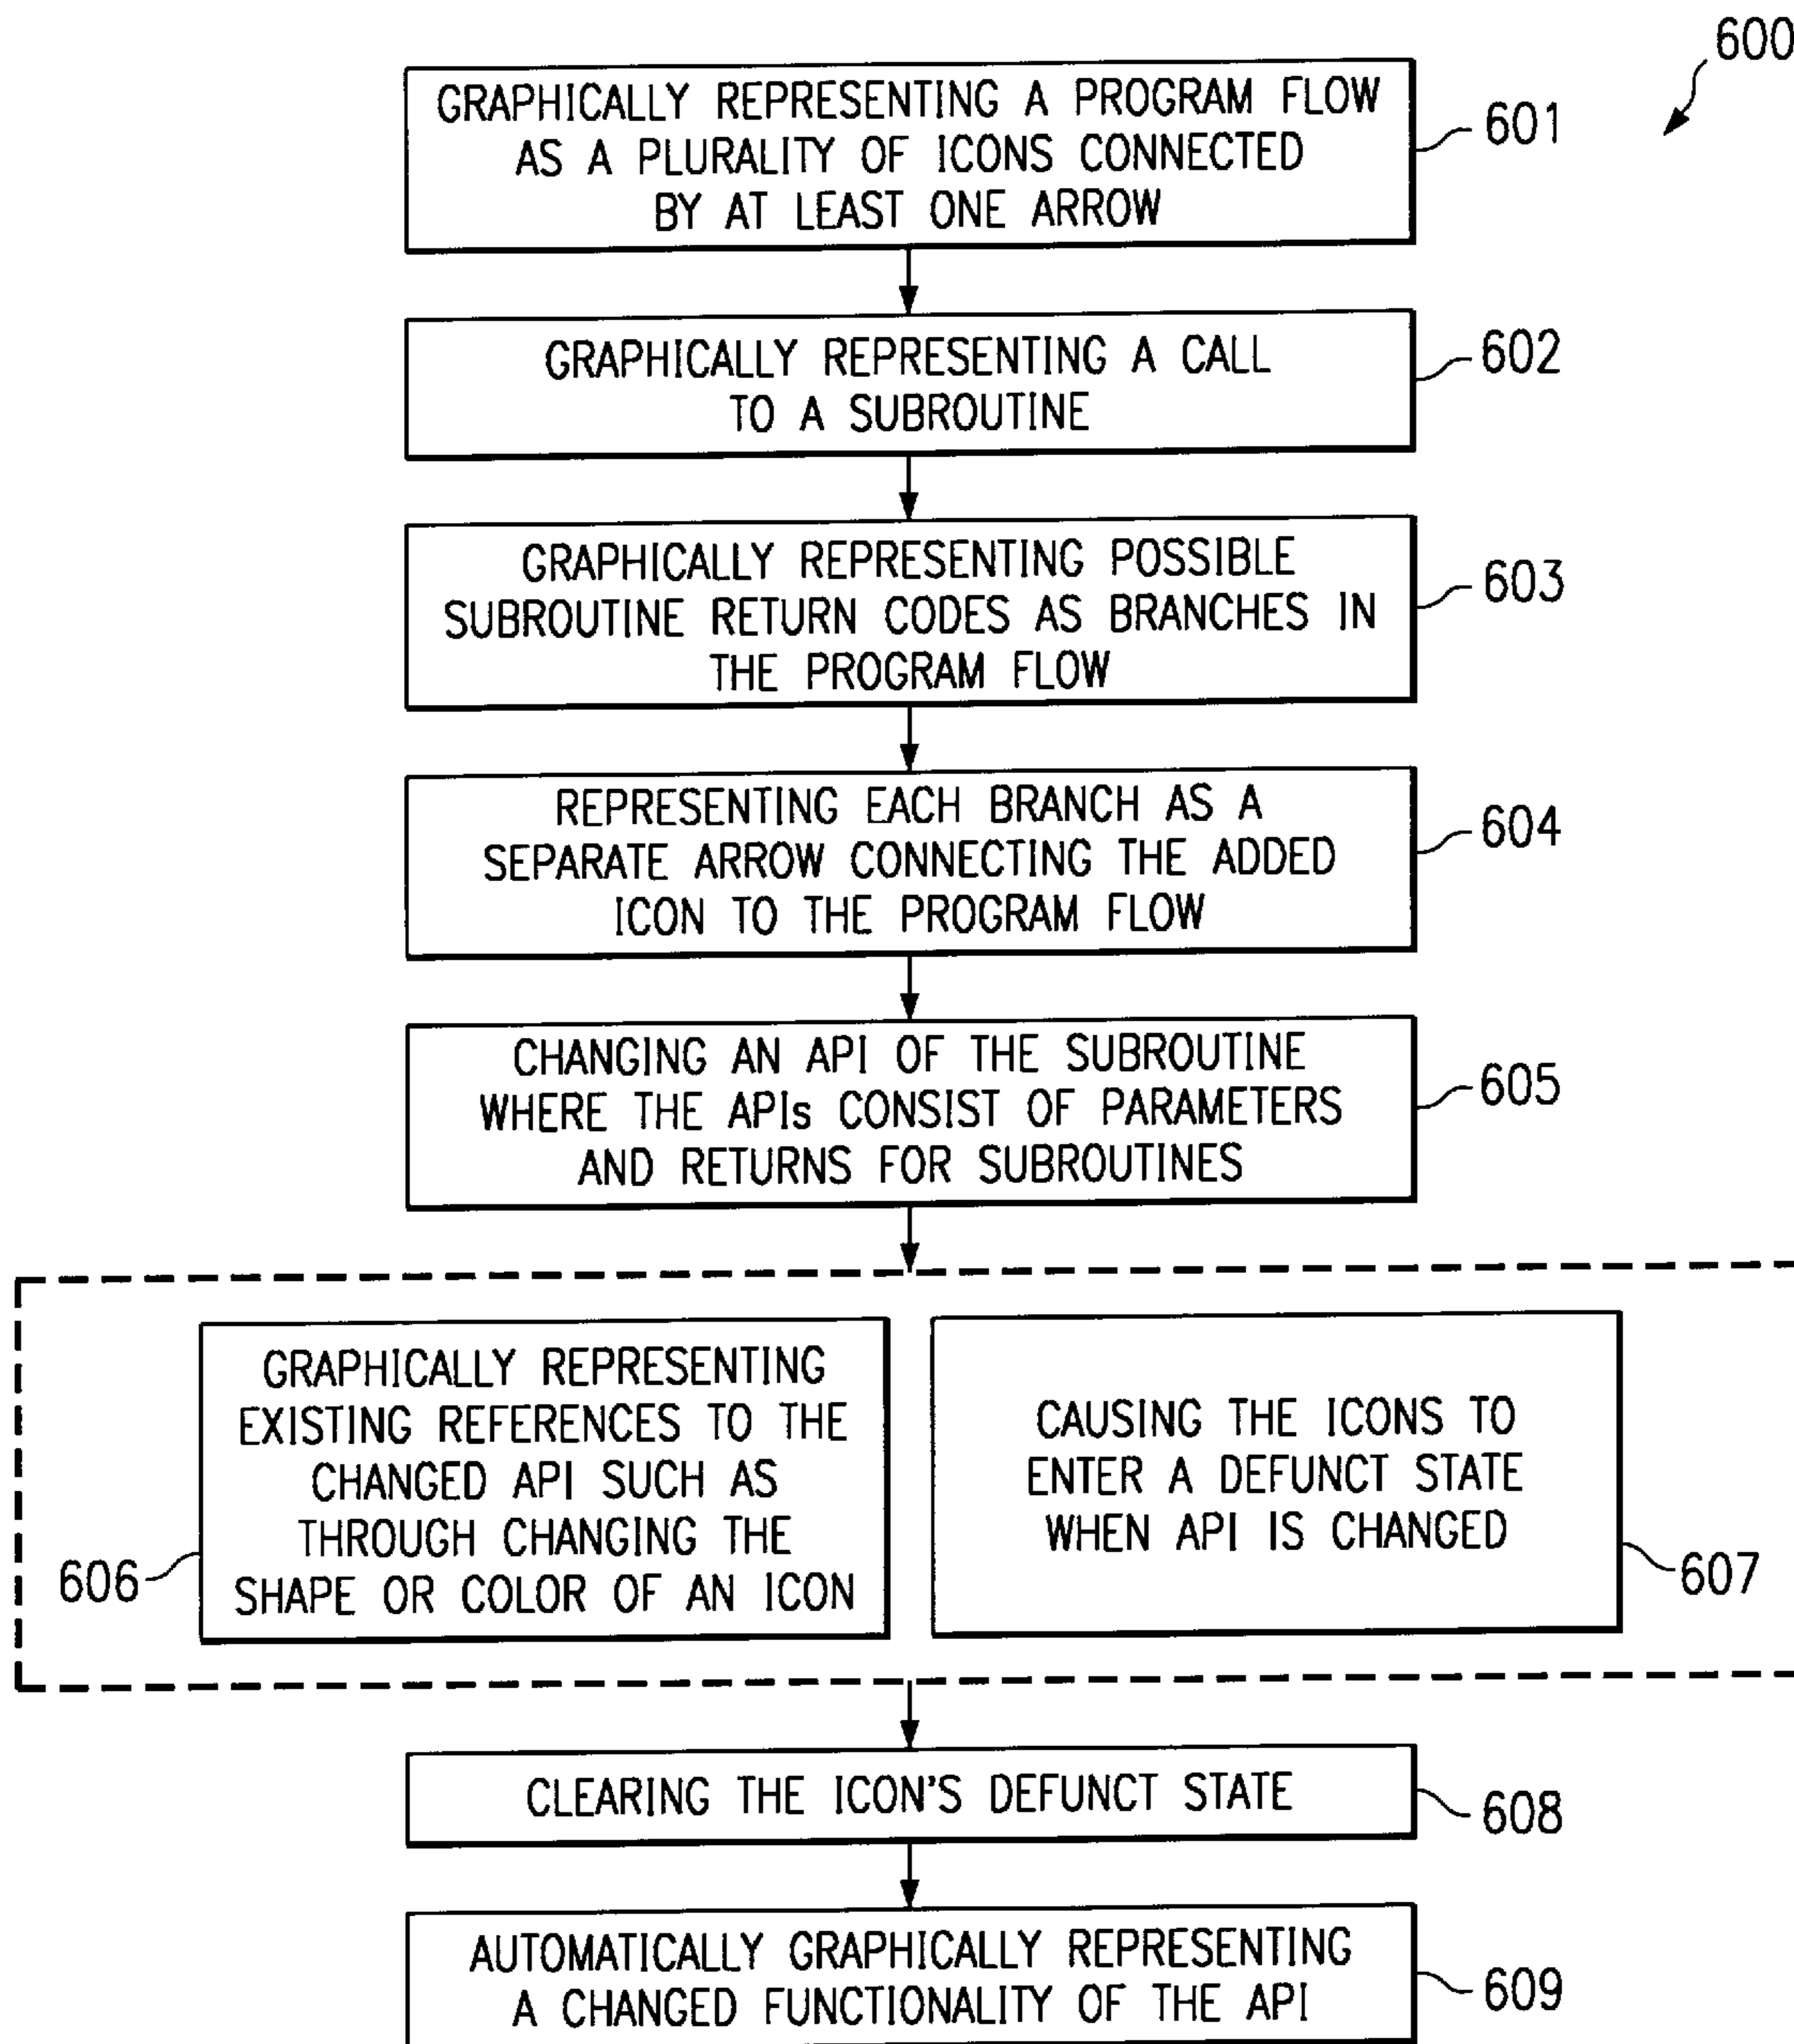 600
GRAPHICALLY REPRESENTING A PROGRAM FLOW
AS A PLURALITY OF ICONS CONNECTED
BY AT LEAST ONE ARROW
601
GRAPHICALLY REPRESENTING A CALL
TO A SUBROUTINE
602
GRAPHICALLY REPRESENTING POSSIBLE
SUBROUTINE RETURN CODES AS BRANCHES IN
THE PROGRAM FLOW
603
REPRESENTING EACH BRANCH AS A
SEPARATE ARROW CONNECTING THE ADDED
ICON TO THE PROGRAM FLOW
604
CHANGING AN API OF THE SUBROUTINE
WHERE THE APIs CONSIST OF PARAMETERS
AND RETURNS FOR SUBROUTINES
605
GRAPHICALLY REPRESENTING
EXISTING REFERENCES TO THE
CHANGED API SUCH AS
THROUGH CHANGING THE
SHAPE OR COLOR OF AN ICON
606
CAUSING THE ICONS TO
ENTER A DEFUNCT STATE
WHEN API IS CHANGED
607
CLEARING THE ICON'S DEFUNCT STATE
608
AUTOMATICALLY GRAPHICALLY REPRESENTING
A CHANGED FUNCTIONALITY OF THE API
609